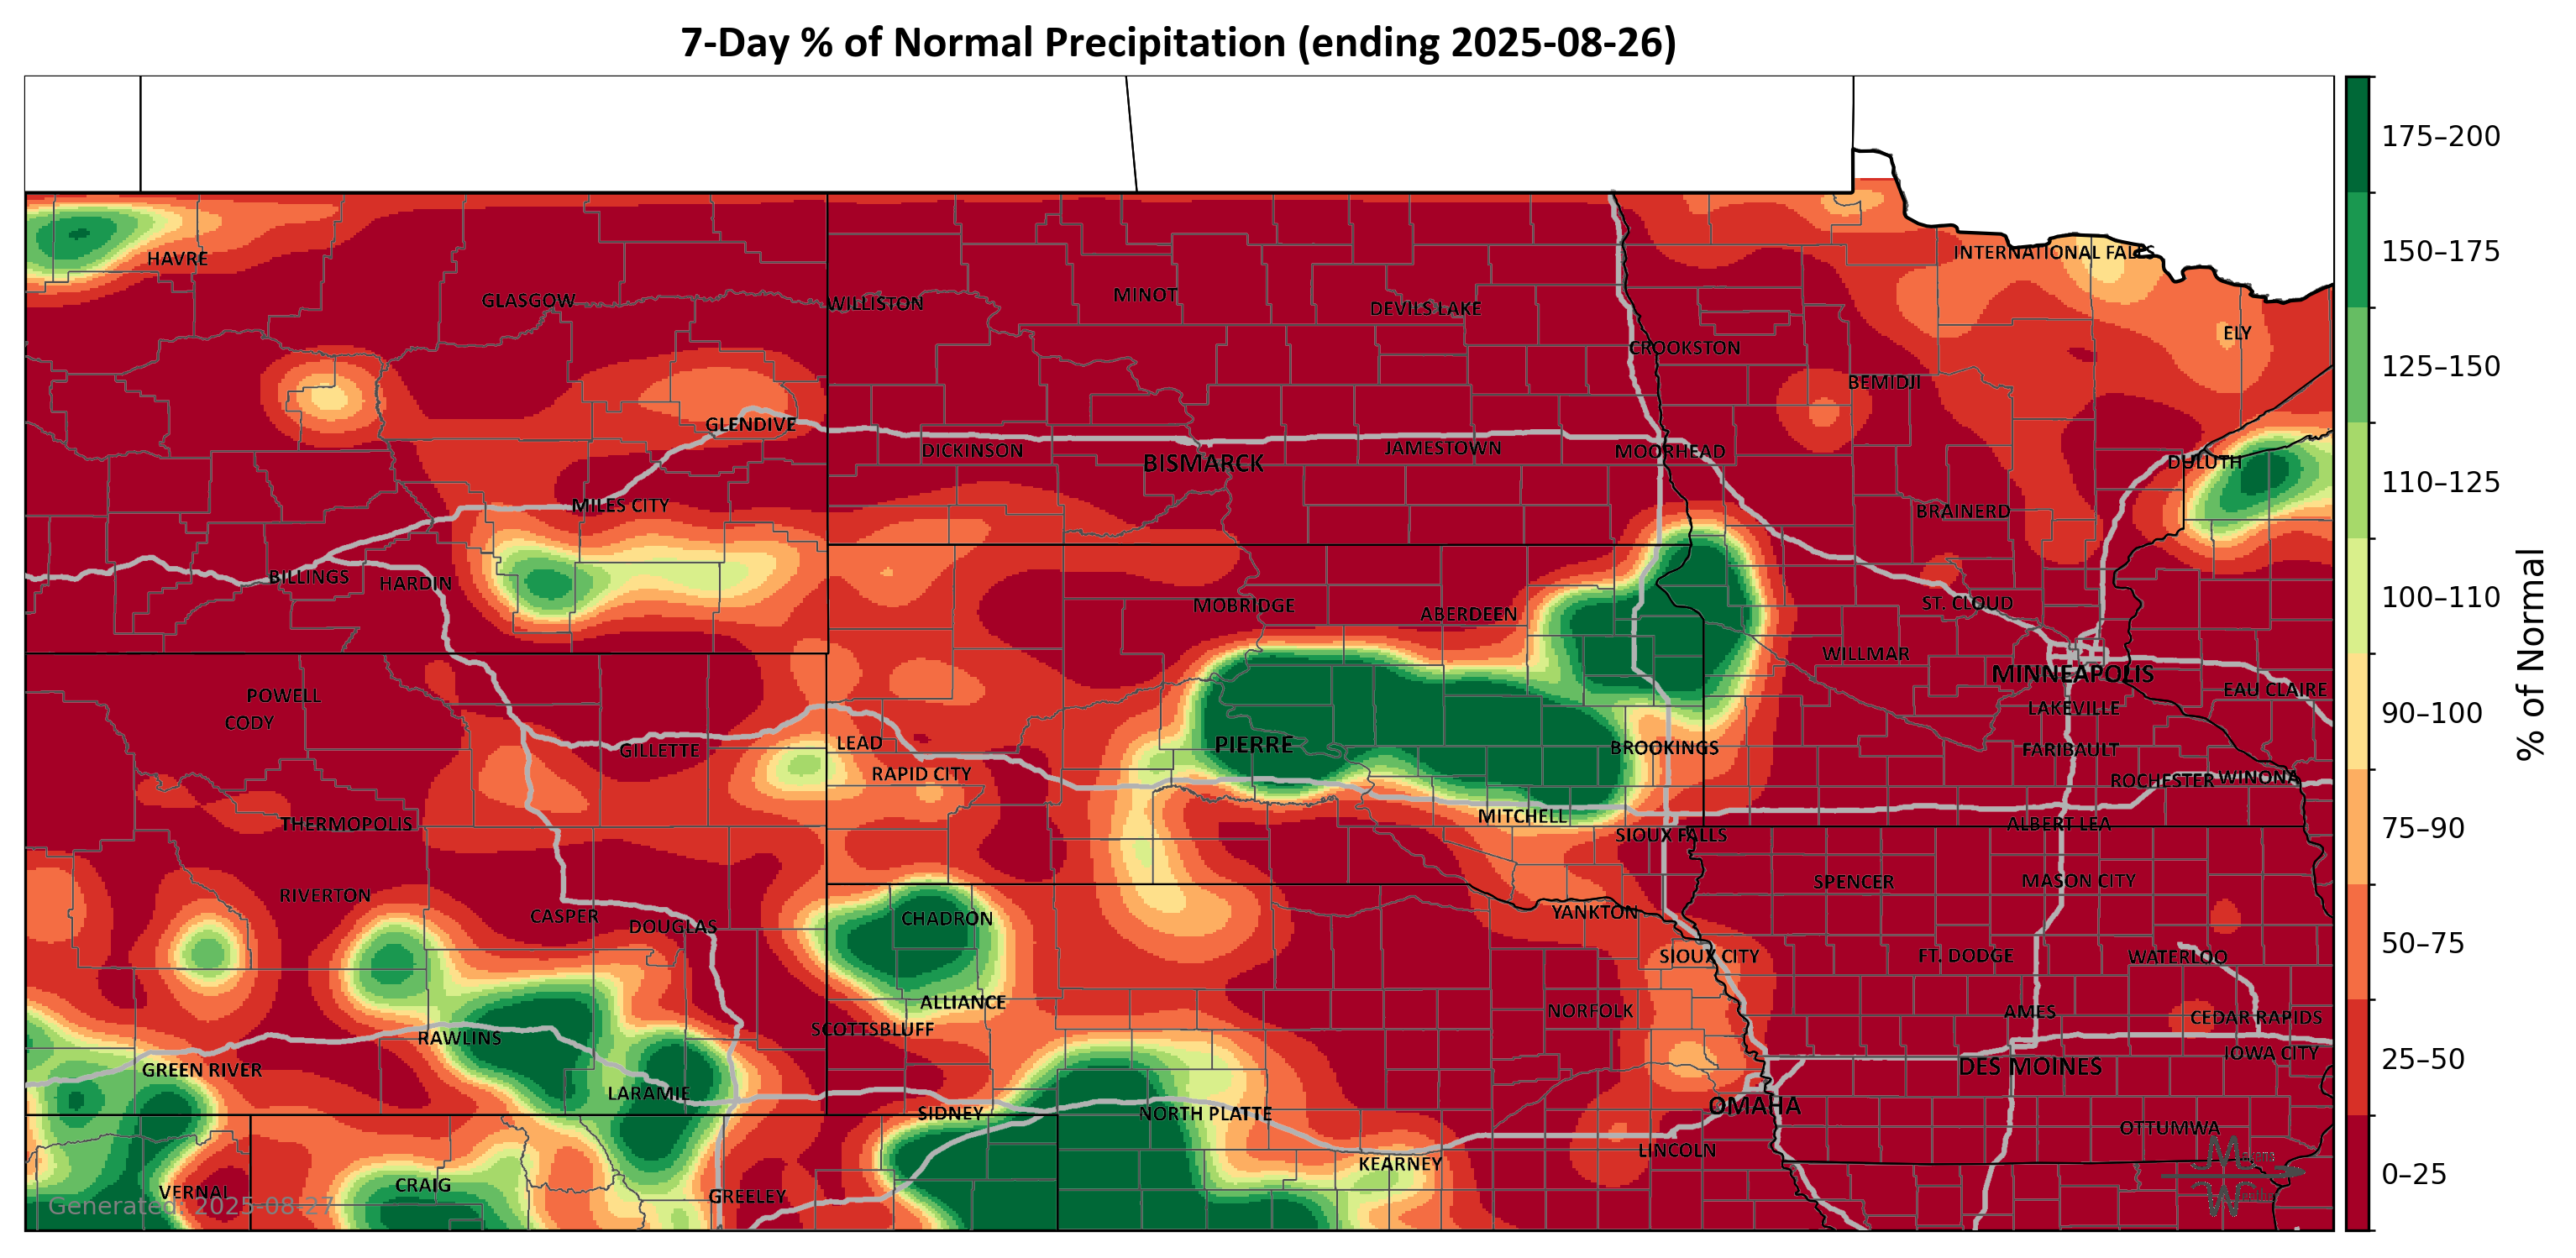 7-Day % of Normal Precipitation (ending 2025-08-26)
175–200
150–175
125–150
110–125
100–110
90–100
75–90
50–75
25–50
0–25
% of Normal
HAVRE
INTERNATIONAL FALLS
GLASGOW
WILLISTON
MINOT
DEVILS LAKE
ELY
CROOKSTON
BEMIDJI
GLENDIVE
DICKINSON
BISMARCK
JAMESTOWN
MOORHEAD
DULUTH
MILES CITY
BRAINERD
BILLINGS
HARDIN
MOBRIDGE
ABERDEEN
ST. CLOUD
WILLMAR
MINNEAPOLIS
EAU CLAIRE
POWELL
CODY
LAKEVILLE
GILLETTE
LEAD
PIERRE
BROOKINGS
FARIBAULT
RAPID CITY
ROCHESTER
WINONA
THERMOPOLIS
MITCHELL
SIOUX FALLS
ALBERT LEA
RIVERTON
SPENCER
MASON CITY
CASPER
DOUGLAS
CHADRON
YANKTON
SIOUX CITY
FT. DODGE
WATERLOO
ALLIANCE
NORFOLK
AMES
CEDAR RAPIDS
SCOTTSBLUFF
RAWLINS
GREEN RIVER
DES MOINES
IOWA CITY
LARAMIE
SIDNEY
NORTH PLATTE
OMAHA
OTTUMWA
LINCOLN
KEARNEY
VERNAL
CRAIG
GREELEY
Generated: 2025-08-27